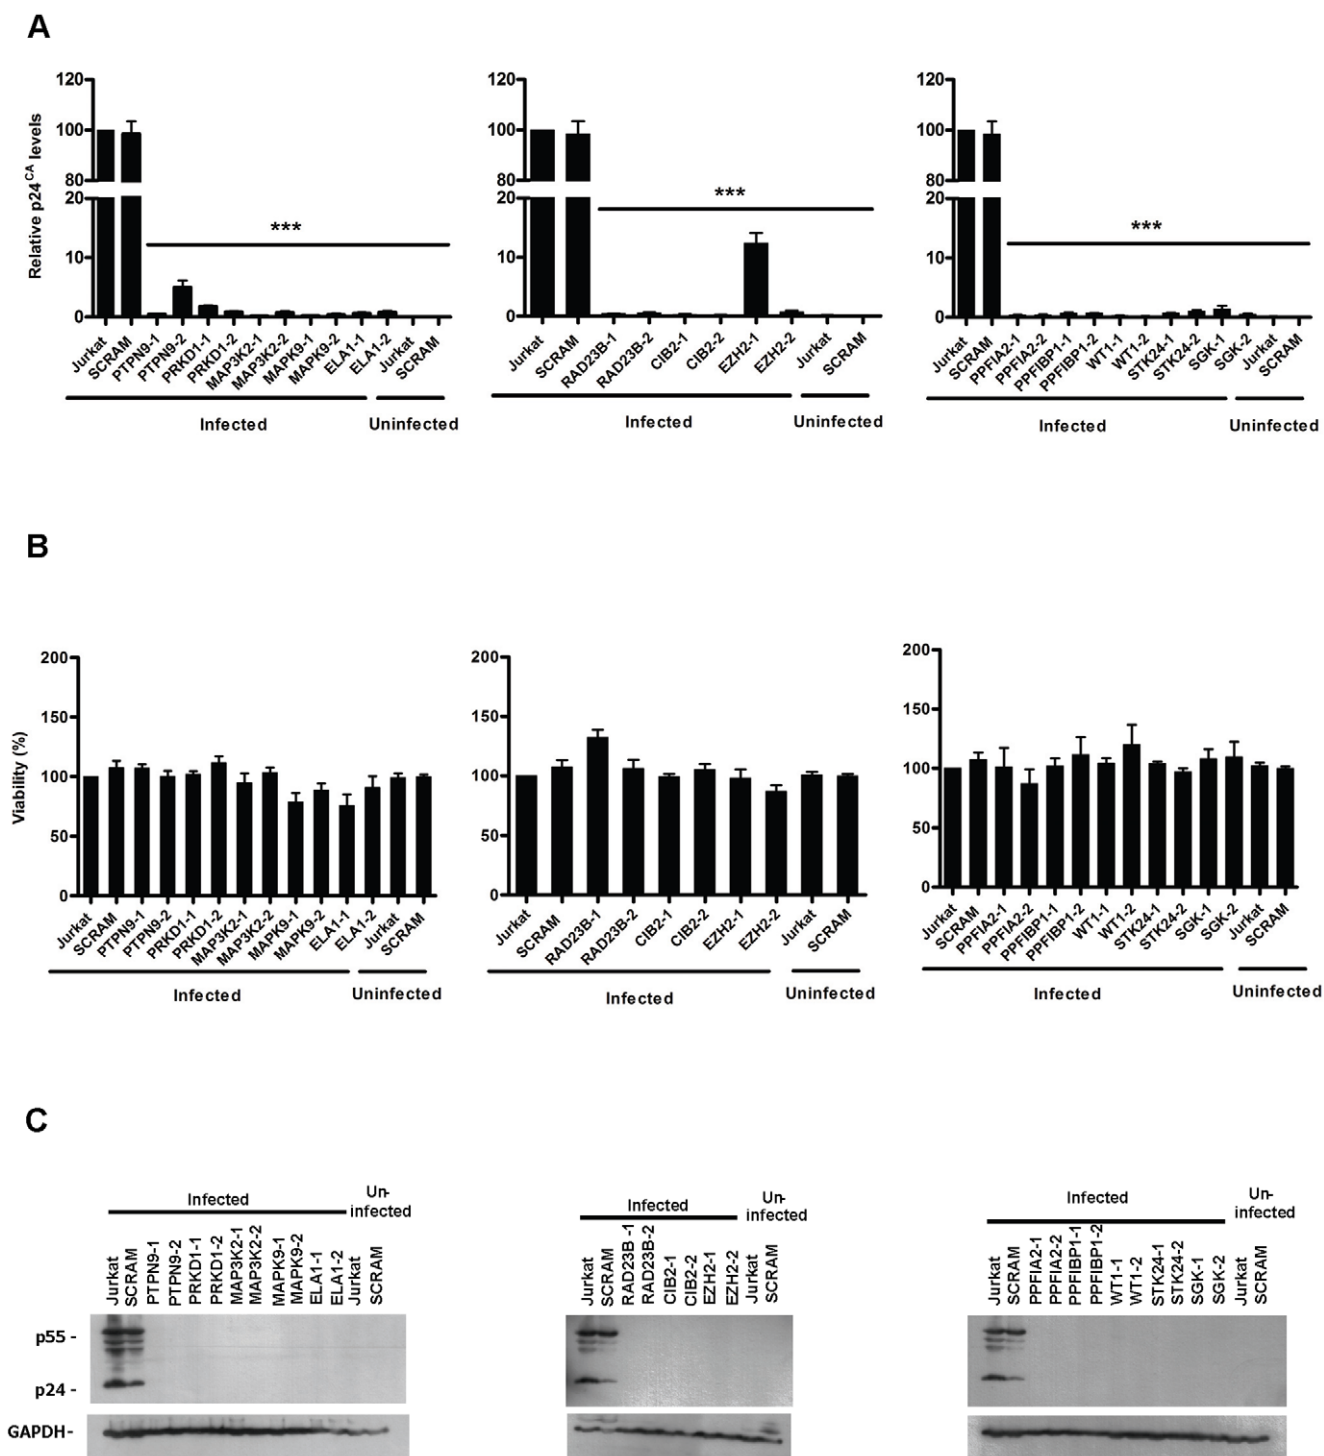 A
Relative p24CA levels
120
100
80
20
10
0
***
Jurkat
SCRAM
PTPN9-1
PTPN9-2
PRKD1-1
PRKD1-2
MAP3K2-1
MAP3K2-2
MAPK9-1
MAPK9-2
ELA1-1
ELA1-2
Jurkat
SCRAM
Infected
Uninfected
120
100
80
20
10
0
***
Jurkat
SCRAM
RAD23B-1
RAD23B-2
CIB2-1
CIB2-2
EZH2-1
EZH2-2
Jurkat
SCRAM
Infected
Uninfected
120
100
80
20
10
0
***
Jurkat
SCRAM
PPFIA2-1
PPFIA2-2
PPFIBP1-1
PPFIBP1-2
WT1-1
WT1-2
STK24-1
STK24-2
SGK-1
SGK-2
Jurkat
SCRAM
Infected
Uninfected
B
Viability (%)
200
150
100
50
0
Jurkat
SCRAM
PTPN9-1
PTPN9-2
PRKD1-1
PRKD1-2
MAP3K2-1
MAP3K2-2
MAPK9-1
MAPK9-2
ELA1-1
ELA1-2
Jurkat
SCRAM
Infected
Uninfected
200
150
100
50
0
Jurkat
SCRAM
RAD23B-1
RAD23B-2
CIB2-1
CIB2-2
EZH2-1
EZH2-2
Jurkat
SCRAM
Infected
Uninfected
200
150
100
50
0
Jurkat
SCRAM
PPFIA2-1
PPFIA2-2
PPFIBP1-1
PPFIBP1-2
WT1-1
WT1-2
STK24-1
STK24-2
SGK-1
SGK-2
Jurkat
SCRAM
Infected
Uninfected
C
Infected
Un-
infected
Jurkat
SCRAM
PTPN9-1
PTPN9-2
PRKD1-1
PRKD1-2
MAP3K2-1
MAP3K2-2
MAPK9-1
MAPK9-2
ELA1-1
ELA1-2
Jurkat
SCRAM
p55 -
p24 -
GAPDH-
Infected
Un-
infected
Jurkat
SCRAM
RAD23B -1
RAD23B-2
CIB2-1
CIB2-2
EZH2-1
EZH2-2
Jurkat
SCRAM
Infected
Un-
infected
Jurkat
SCRAM
PPFIA2-1
PPFIA2-2
PPFIBP1-1
PPFIBP1-2
WT1-1
WT1-2
STK24-1
STK24-2
SGK-1
SGK-2
Jurkat
SCRAM